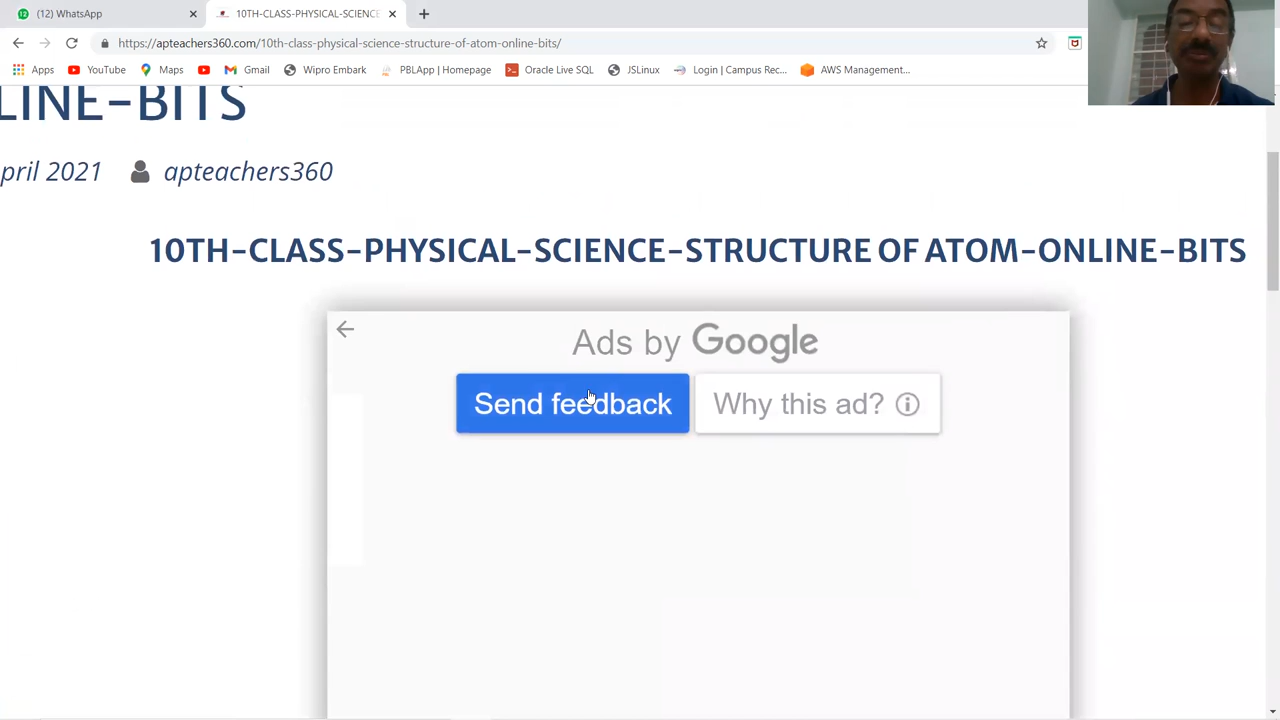 (12) WhatsApp
10TH-CLASS-PHYSICAL-SCIENCE
https://apteachers360.com/10th-class-physical-science-structure-of-atom-online-bits/
Apps YouTube Maps Gmail Wipro Embark PBLApp | Homepage Oracle Live SQL JSLinux Login | Campus Rec... AWS Management...
LINE-BITS
pril 2021 apteachers360
10TH-CLASS-PHYSICAL-SCIENCE-STRUCTURE OF ATOM-ONLINE-BITS
Ads by Google
Send feedback Why this ad?